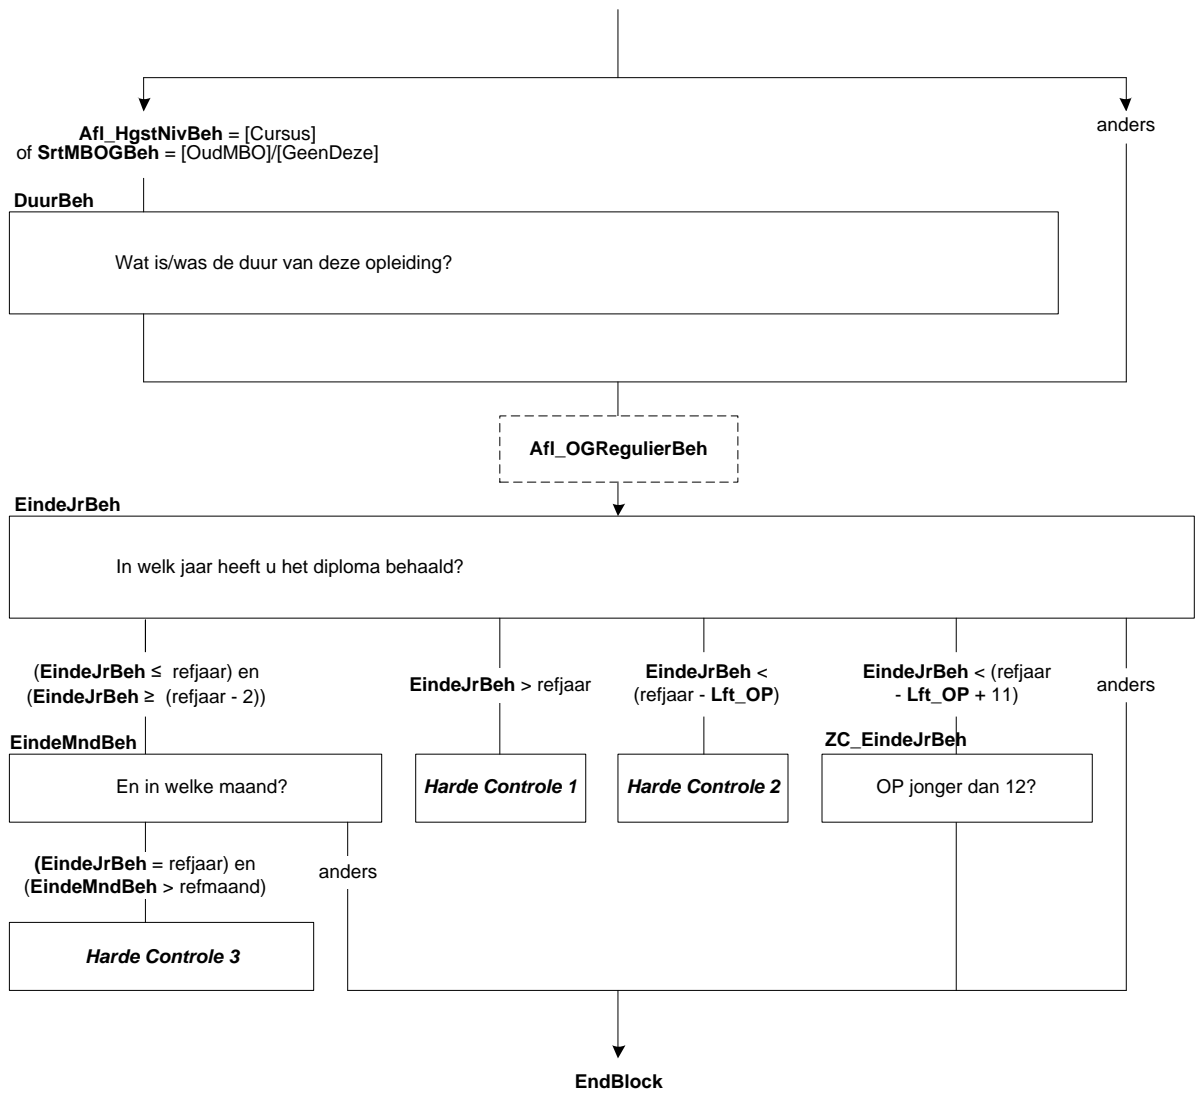 Afl_HgstNivBeh = [Cursus]
of SrtMBOGBeh = [OudMBO]/[GeenDeze]
anders
DuurBeh
Wat is/was de duur van deze opleiding?
Afl_OGRegulierBeh
EindeJrBeh
In welk jaar heeft u het diploma behaald?
(EindeJrBeh ≤ refjaar) en
(EindeJrBeh ≥ (refjaar - 2))
EindeJrBeh > refjaar
EindeJrBeh <
(refjaar - Lft_OP)
EindeJrBeh < (refjaar
- Lft_OP + 11)
anders
EindeMndBeh
En in welke maand?
Harde Controle 1
Harde Controle 2
ZC_EindeJrBeh
OP jonger dan 12?
(EindeJrBeh = refjaar) en
(EindeMndBeh > refmaand)
anders
Harde Controle 3
EndBlock